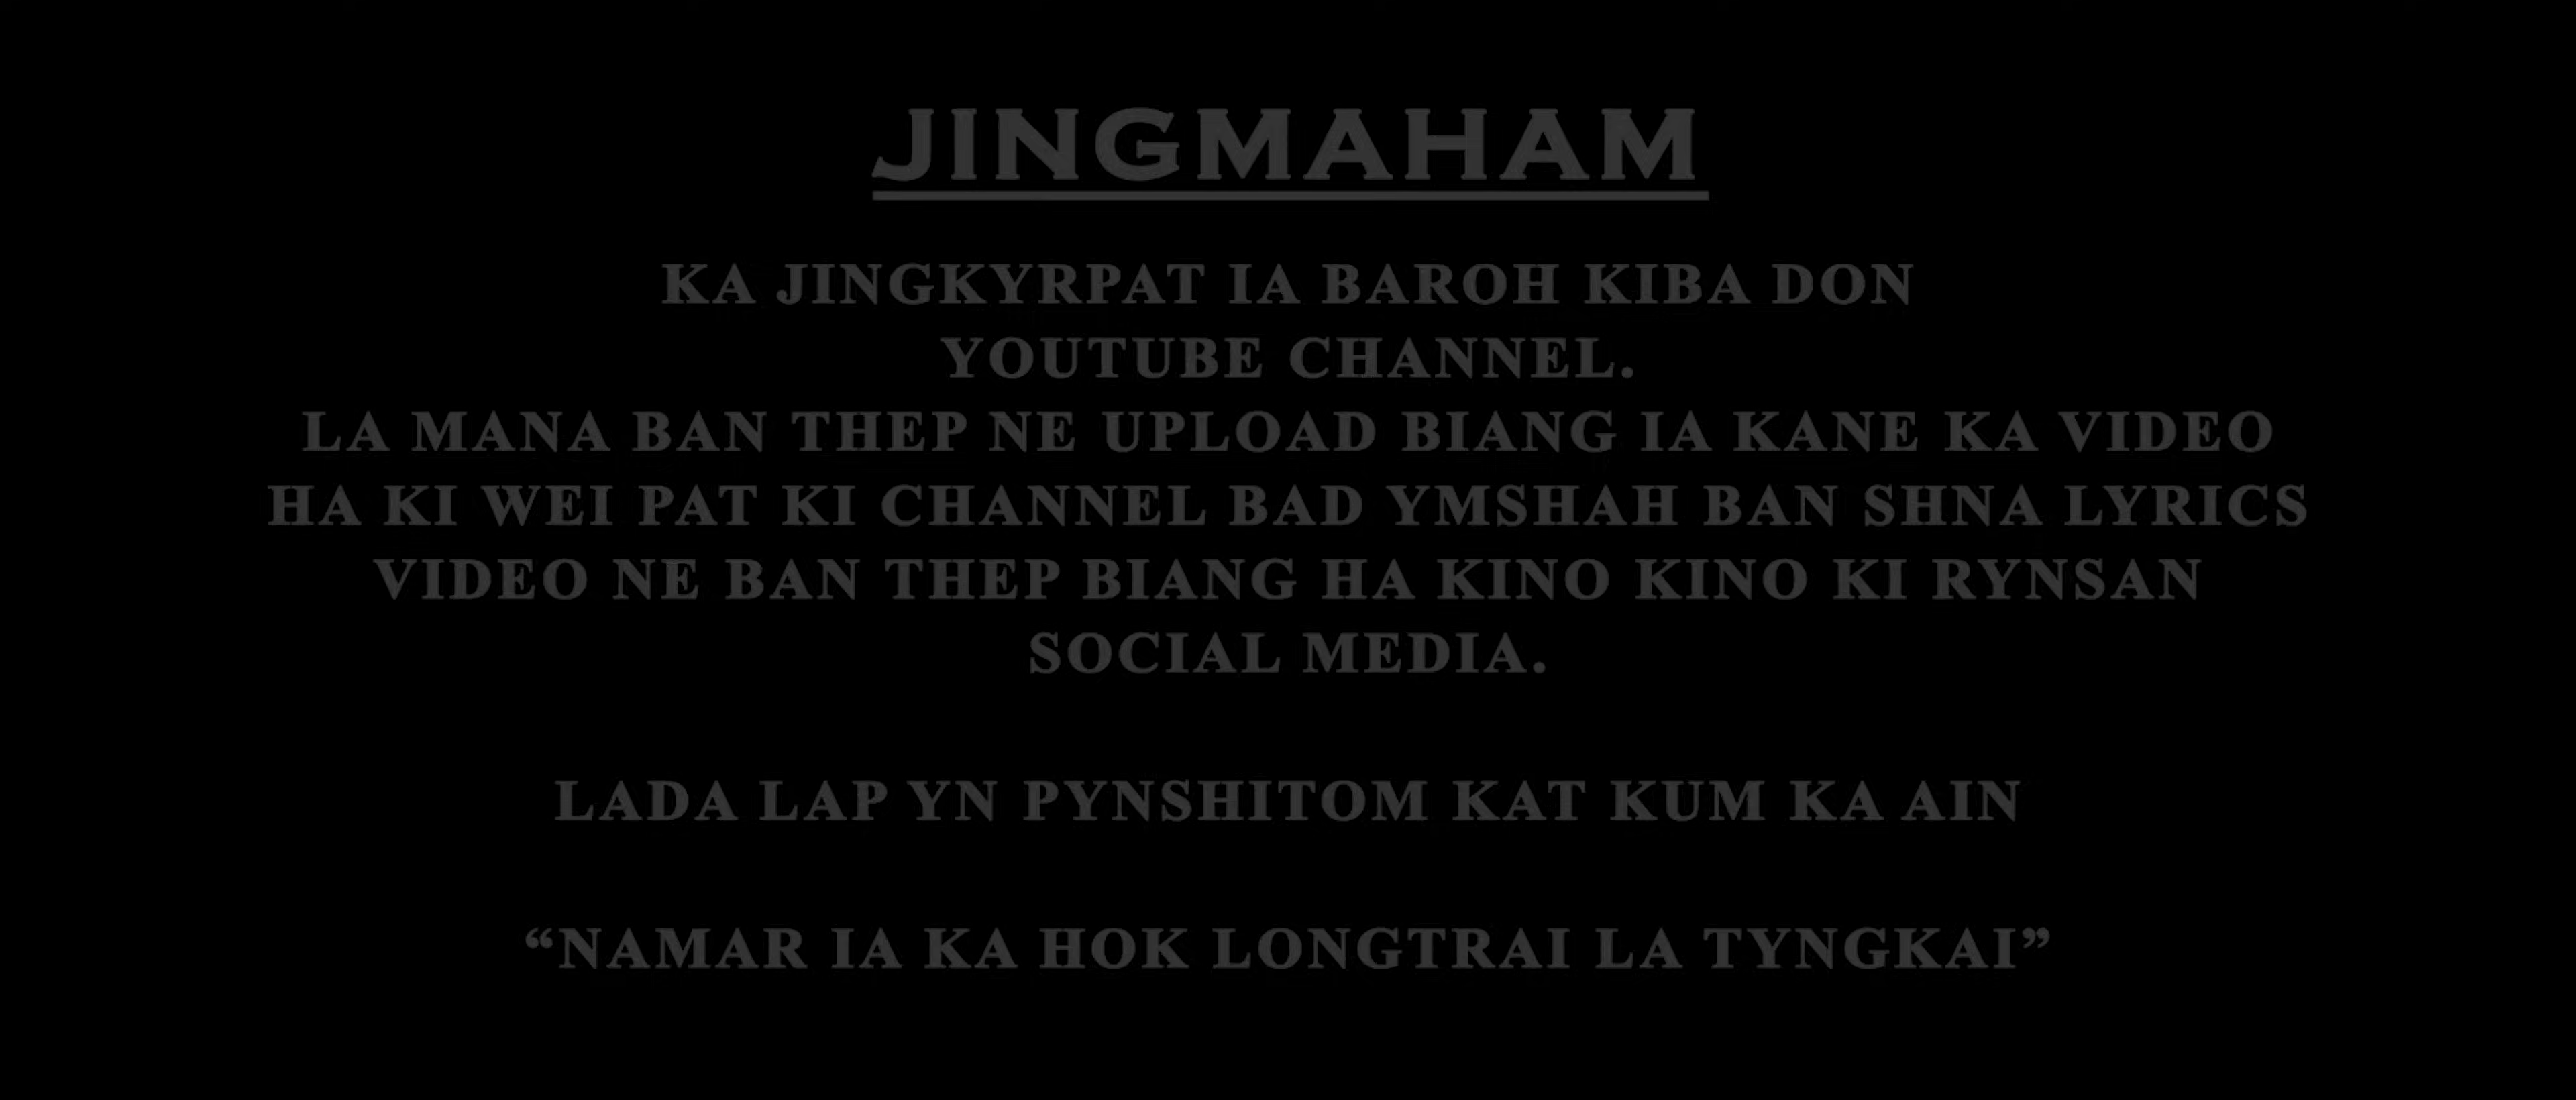 JINGMAHAM
KA JINGKYRPAT IA BAROH KIBA DON
YOUTUBE CHANNEL.
LA MANA BAN THEP NE UPLOAD BIANG IA KANE KA VIDEO
HA KI WEI PAT KI CHANNEL BAD YMSHAH BAN SHNA LYRICS
VIDEO NE BAN THEP BIANG HA KINO KINO KI RYNSAN
SOCIAL MEDIA.
LADA LAP YN PYNSHITOM KAT KUM KA AIN
“NAMAR IA KA HOK LONGTRAI LA TYNGKAI”